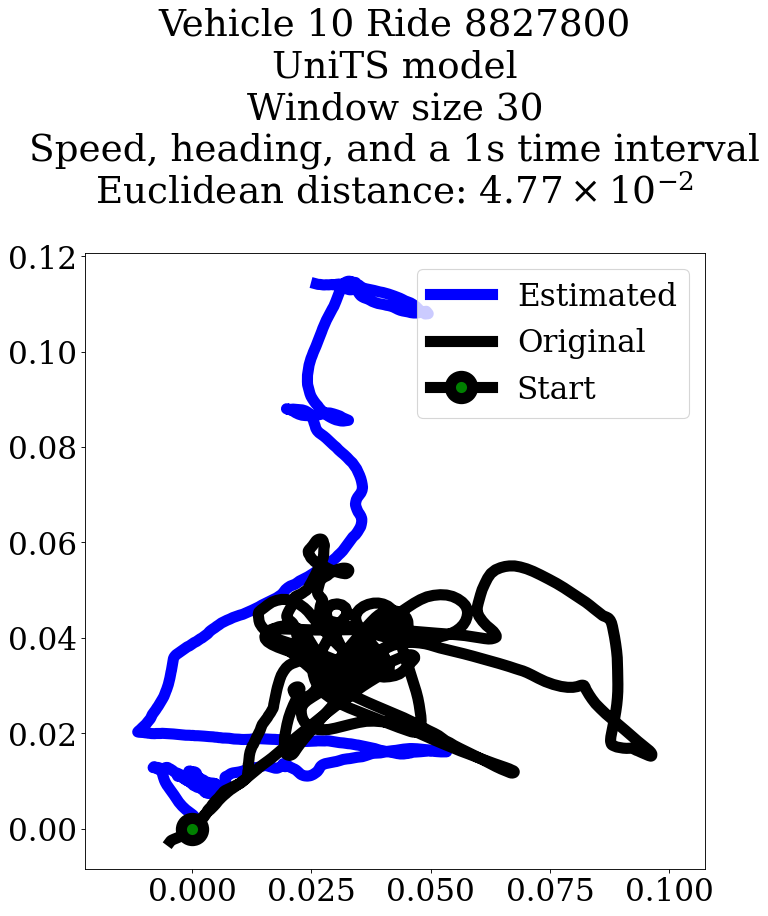 Vehicle 10 Ride 8827800
UniTS model
Window size 30
Speed, heading, and a 1s time interval
Euclidean distance: 4.77 × 10⁻²
0.12
Estimated
0.10
Original
Start
0.08
0.06
0.04
0.02
0.00
0.000 0.025 0.050 0.075 0.100